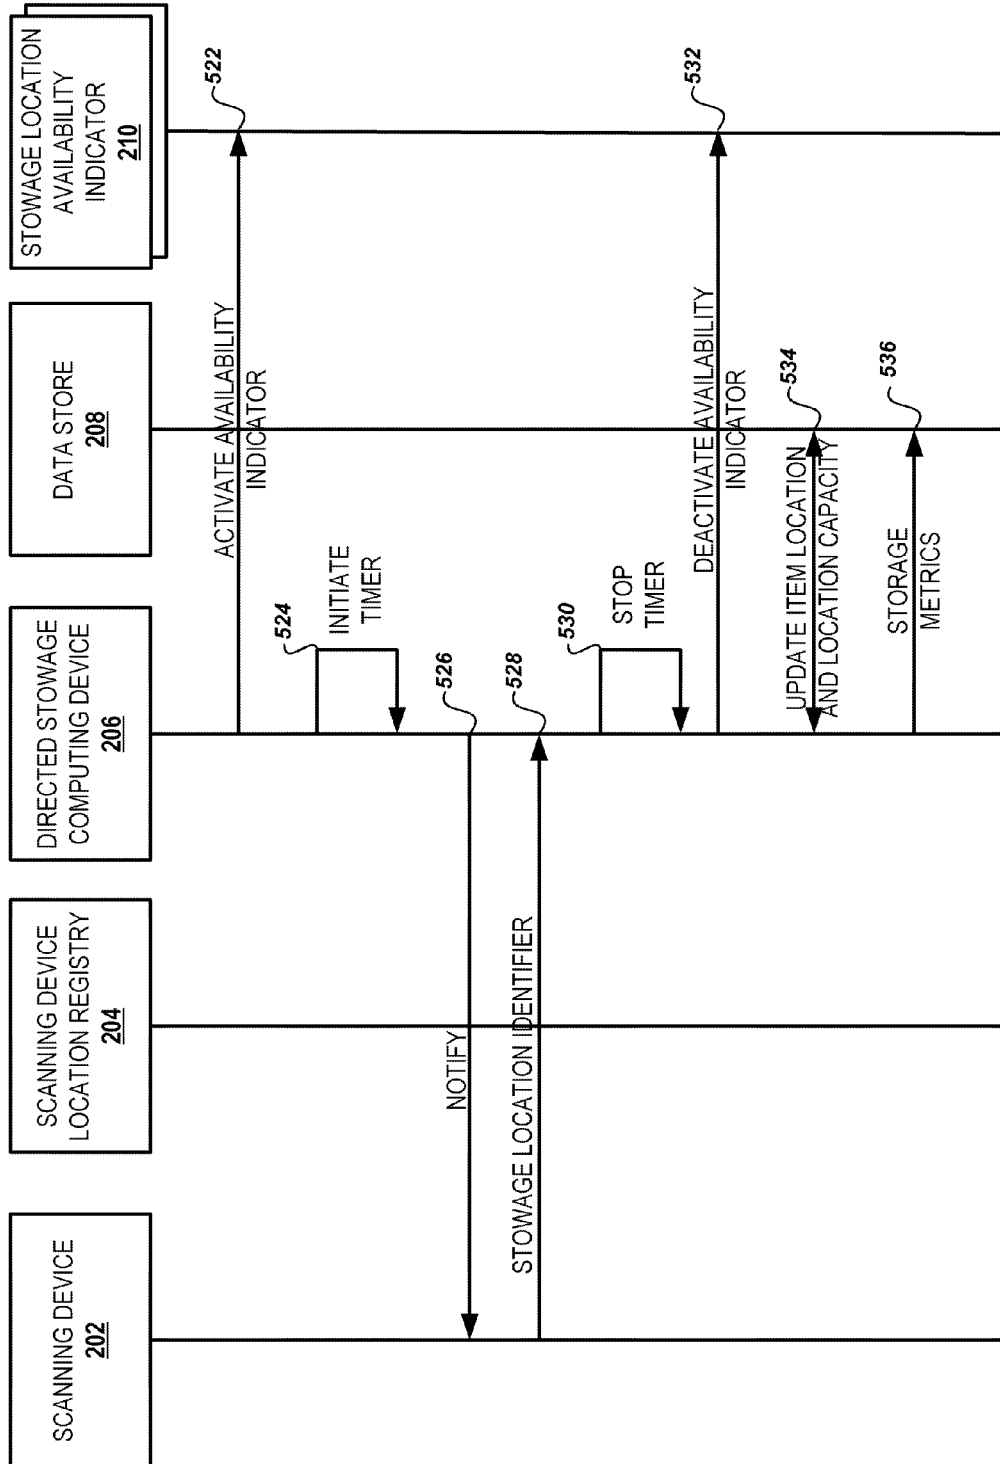 SCANNING DEVICE
202
SCANNING DEVICE
LOCATION REGISTRY
204
DIRECTED STOWAGE
COMPUTING DEVICE
206
DATA STORE
208
STOWAGE LOCATION
AVAILABILITY
INDICATOR
210
ACTIVATE AVAILABILITY
INDICATOR
522
524
INITIATE
TIMER
NOTIFY
526
STOWAGE LOCATION IDENTIFIER
528
530
STOP
TIMER
DEACTIVATE AVAILABILITY
INDICATOR
532
UPDATE ITEM LOCATION
AND LOCATION CAPACITY
534
STORAGE
METRICS
536